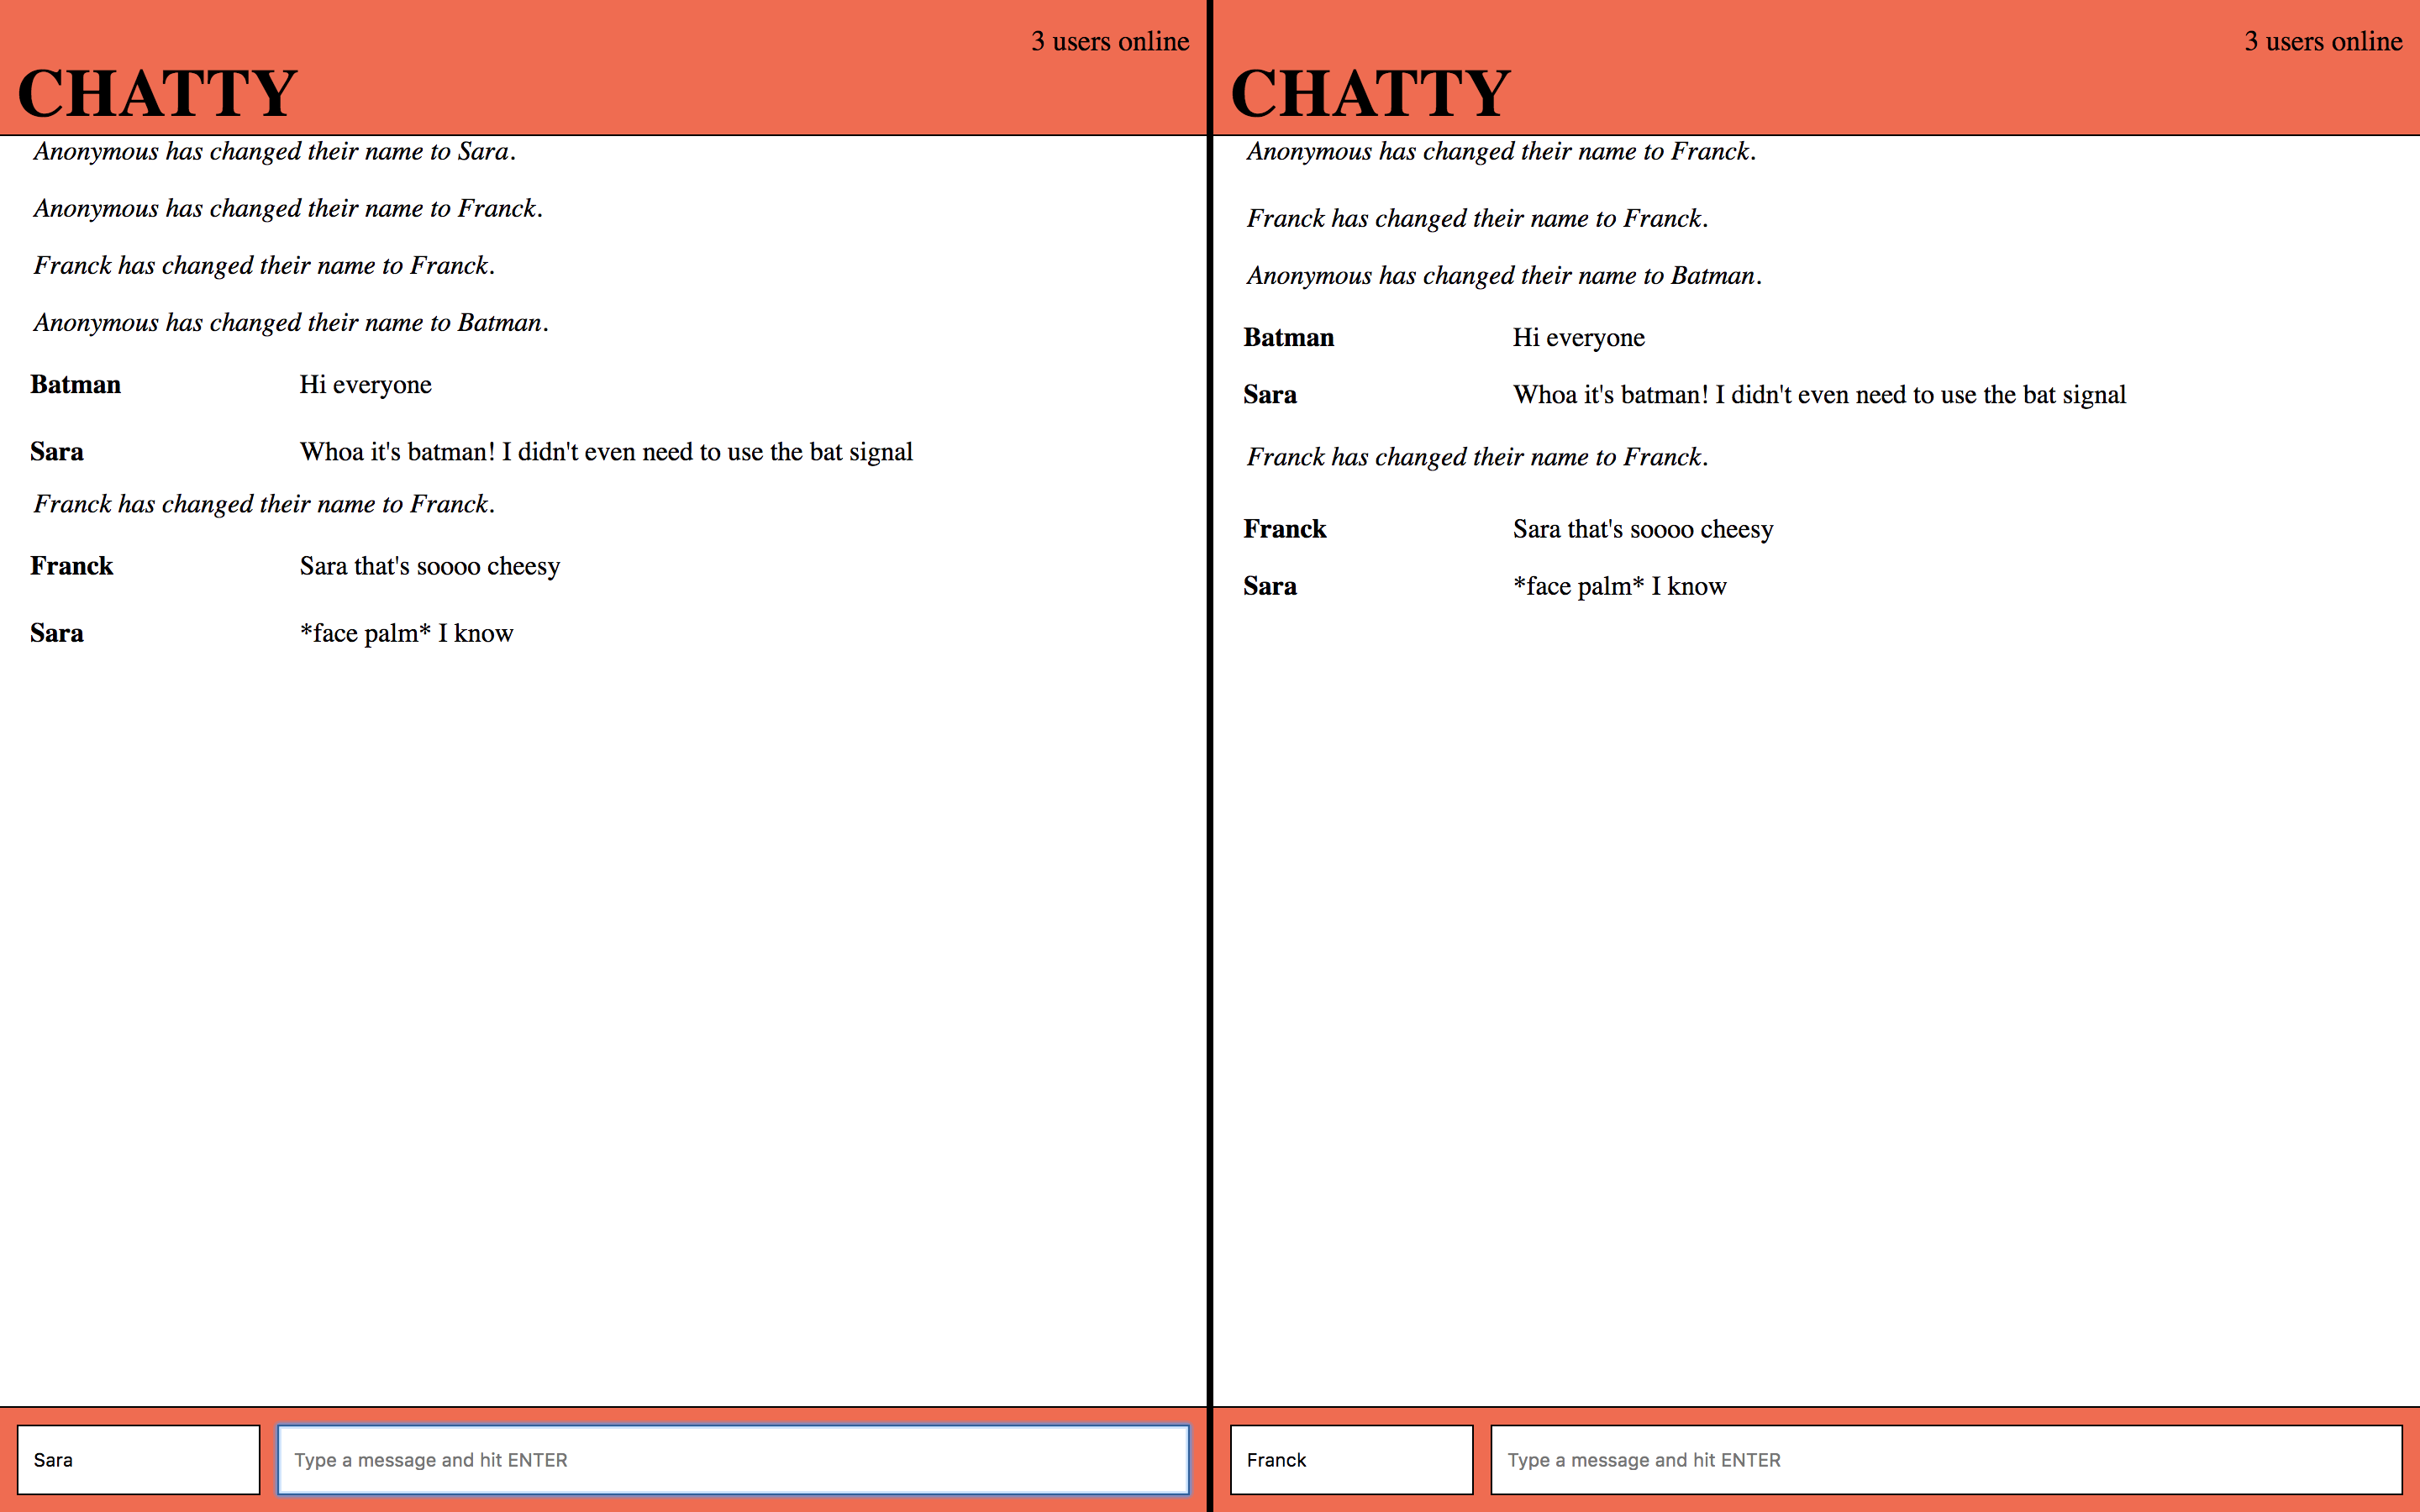 3 users online
CHATTY
Anonymous has changed their name to Sara.
Anonymous has changed their name to Franck.
Franck has changed their name to Franck.
Anonymous has changed their name to Batman.
Batman Hi everyone
Sara Whoa it's batman! I didn't even need to use the bat signal
Franck has changed their name to Franck.
Franck Sara that's soooo cheesy
Sara *face palm* I know
Sara Type a message and hit ENTER
3 users online
CHATTY
Anonymous has changed their name to Franck.
Franck has changed their name to Franck.
Anonymous has changed their name to Batman.
Batman Hi everyone
Sara Whoa it's batman! I didn't even need to use the bat signal
Franck has changed their name to Franck.
Franck Sara that's soooo cheesy
Sara *face palm* I know
Franck Type a message and hit ENTER